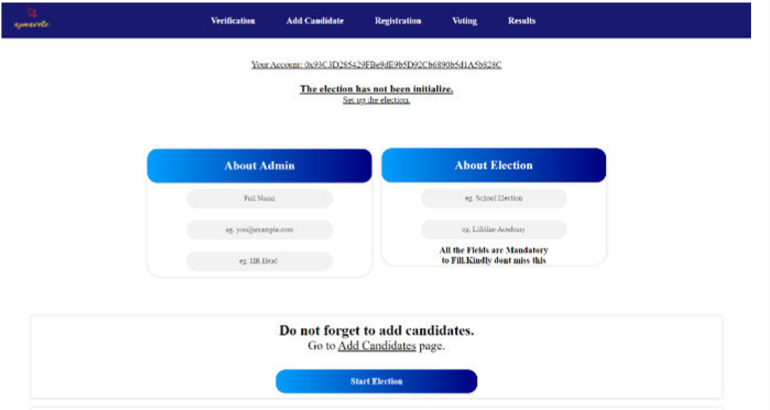 Verification Add Candidate Registration Voting Results
Your Account: 0x93C3D285429FBe9dE9b5D92Cb6890b5d1A5b828C
The election has not been initialize.
Set up the election.
About Admin
Full Name
eg. you@example.com
eg. HR Head
About Election
eg. School Election
eg. Lifeline Academy
All the Fields are Mandatory
to Fill.Kindly dont miss this
Do not forget to add candidates.
Go to Add Candidates page.
Start Election